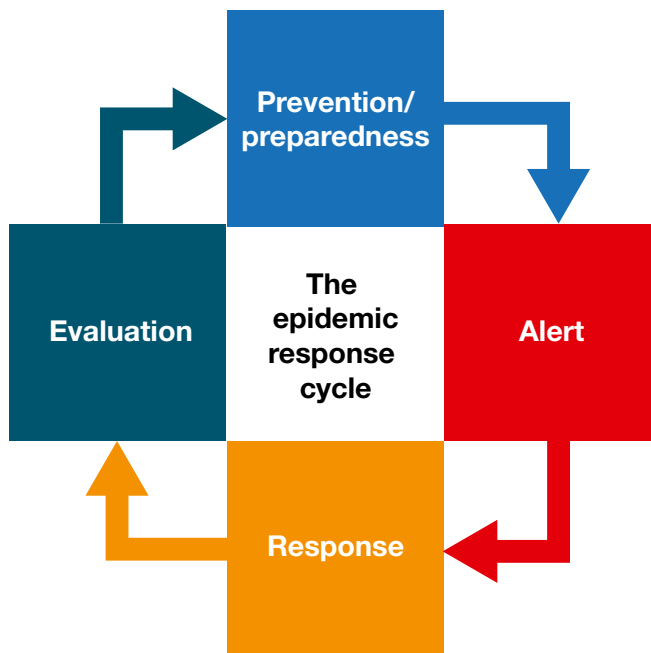 Prevention/
preparedness
Evaluation
The
epidemic
response
cycle
Alert
Response